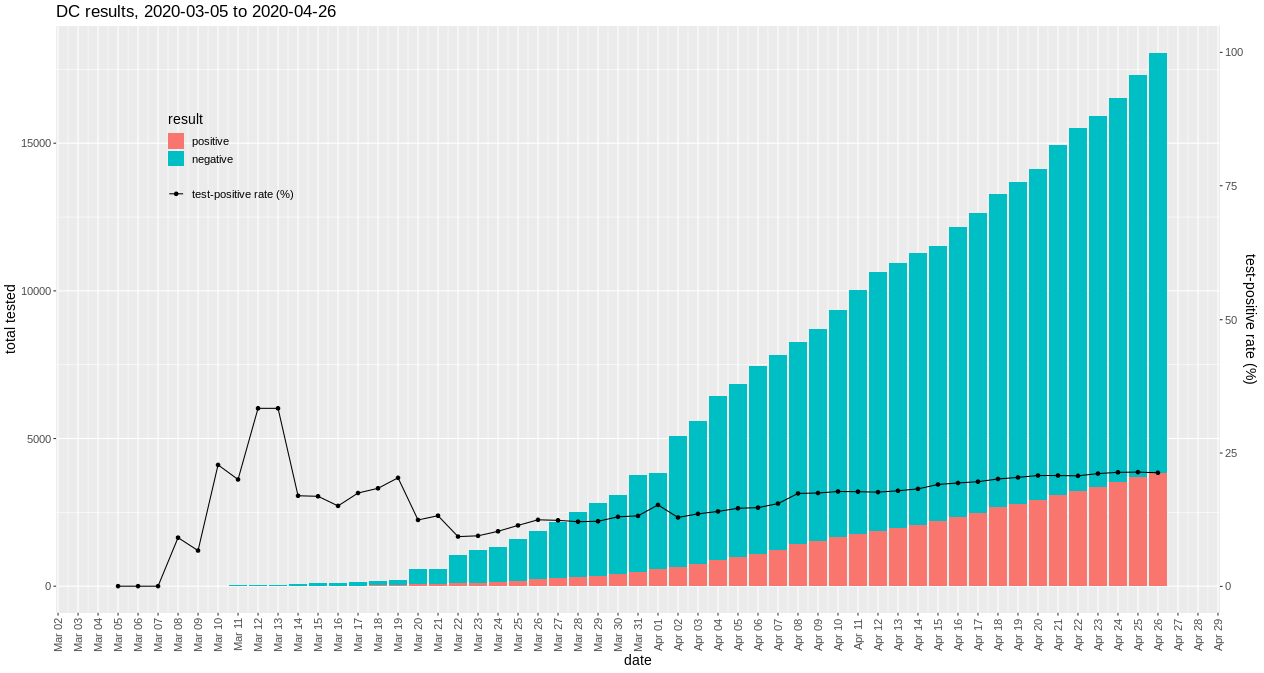 DC results, 2020-03-05 to 2020-04-26
result
positive
negative
test-positive rate (%)
total tested
15000
10000
5000
0
100
75
50
25
0
test-positive rate (%)
Mar 02
Mar 03
Mar 04
Mar 05
Mar 06
Mar 07
Mar 08
Mar 09
Mar 10
Mar 11
Mar 12
Mar 13
Mar 14
Mar 15
Mar 16
Mar 17
Mar 18
Mar 19
Mar 20
Mar 21
Mar 22
Mar 23
Mar 24
Mar 25
Mar 26
Mar 27
Mar 28
Mar 29
Mar 30
Mar 31
Apr 01
Apr 02
Apr 03
Apr 04
Apr 05
Apr 06
Apr 07
Apr 08
Apr 09
Apr 10
Apr 11
Apr 12
Apr 13
Apr 14
Apr 15
Apr 16
Apr 17
Apr 18
Apr 19
Apr 20
Apr 21
Apr 22
Apr 23
Apr 24
Apr 25
Apr 26
Apr 27
Apr 28
Apr 29
date